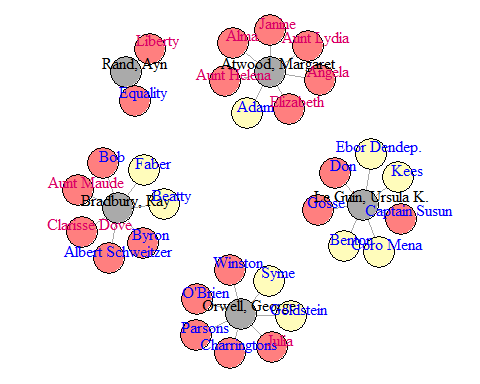 Liberty
Rand, Ayn
Equality
Janine
Alma
Aunt Lydia
Atwood, Margaret
Aunt Helena
Angela
Adam
Elizabeth
Bob
Faber
Aunt Maude
Bradbury, Ray
Beatty
Clarisse Dove
Byron
Albert Schweitzer
Ebor Dendep.
Don
Kees
Le Guin, Ursula K.
Gosse
Captain Susun
Benton
Coro Mena
Winston
Syme
O'Brien
Orwell, George
Goldstein
Parsons
Charringtons
Julia